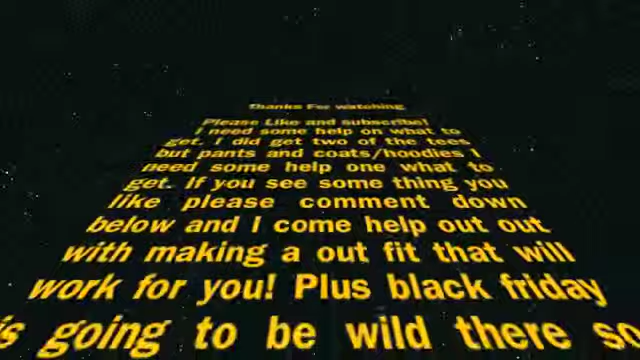 Thanks For watching
Please Like and subscribe!
I need some help on what to
get. I did get two of the tees
but pants and coats/hoodies I
need some help one what to
get. If you see some thing you
like please comment down
below and I come help out out
with making a out fit that will
work for you! Plus black friday
is going to be wild there so